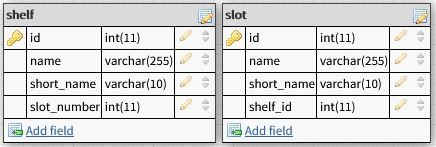 shelf
id int(11)
name varchar(255)
short_name varchar(10)
slot_number int(11)
Add field
slot
id int(11)
name varchar(255)
short_name varchar(10)
shelf_id int(11)
Add field